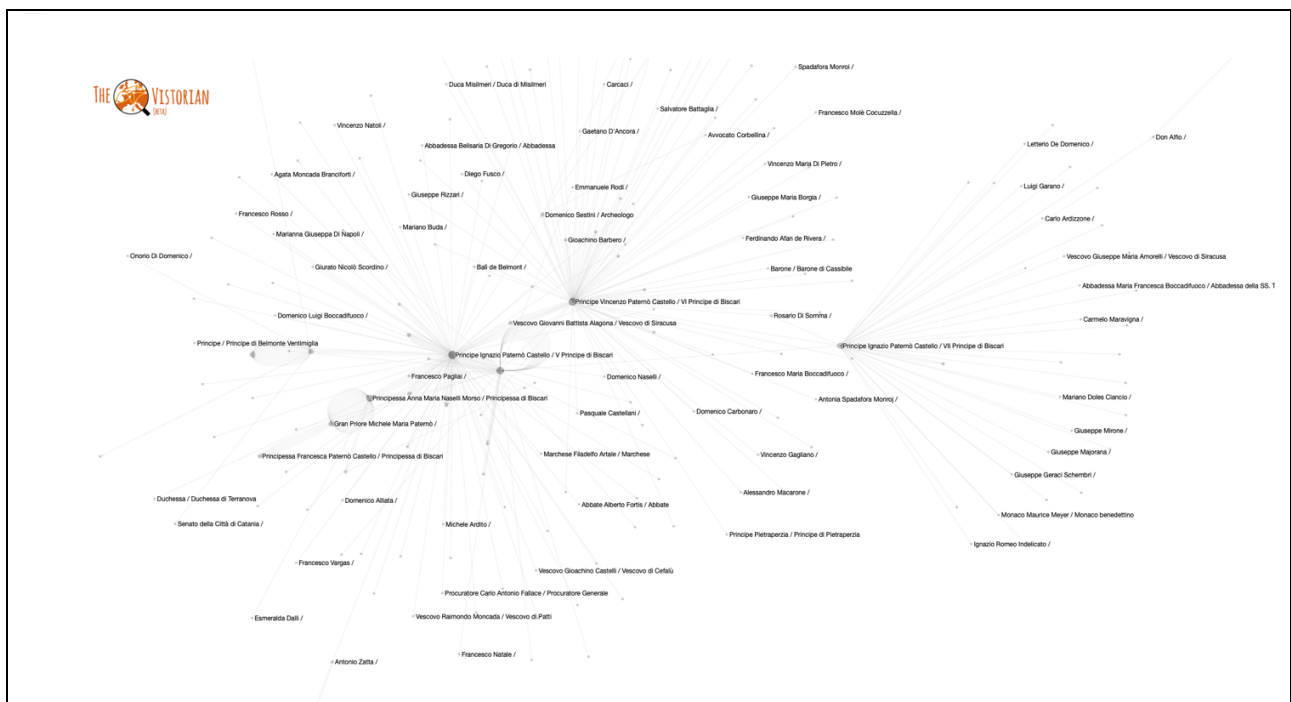 THE VISTORIAN
(BETA)
Spadafora Monroi /
Duca Misilmeri / Duca di Misilmeri
Carcaci /
Salvatore Battaglia /
Francesco Molè Cocuzzella /
Vincenzo Natoli /
Gaetano D'Ancora /
Avvocato Corbellina /
Don Alfio /
Abbadessa Belisaria Di Gregorio / Abbadessa
Letterio De Domenico /
Vincenzo Maria Di Pietro /
Agata Moncada Branciforti /
Diego Fusco /
Emmanuele Rodi /
Luigi Garano /
Giuseppe Rizzari /
Giuseppe Maria Borgia /
Francesco Rosso /
Domenico Sestini / Archeologo
Carlo Ardizzone /
Mariano Buda /
Marianna Giuseppa Di Napoli /
Gioachino Barbero /
Ferdinando Afan de Rivera /
Onorio Di Domenico /
Vescovo Giuseppe Maria Amorelli / Vescovo di Siracusa
Giurato Nicolò Scordino /
Balì de Belmont /
Barone / Barone di Cassibile
Abbadessa Maria Francesca Boccadifuoco / Abbadessa della SS. T
Principe Vincenzo Paternò Castello / VI Principe di Biscari
Domenico Luigi Boccadifuoco /
Rosario Di Somma /
Carmelo Maravigna /
Vescovo Giovanni Battista Alagona / Vescovo di Siracusa
Principe / Principe di Belmonte Ventimiglia
Principe Ignazio Paternò Castello / VII Principe di Biscari
Principe Ignazio Paternò Castello / V Principe di Biscari
Francesco Pagliai /
Domenico Naselli /
Francesco Maria Boccadifuoco /
Principessa Anna Maria Naselli Morso / Principessa di Biscari
Antonia Spadafora Monroj /
Mariano Doles Ciancio /
Pasquale Castellani /
Domenico Carbonaro /
Gran Priore Michele Maria Paternò /
Giuseppe Mirone /
Principessa Francesca Paternò Castello / Principessa di Biscari
Marchese Filadelfo Artale / Marchese
Vincenzo Gagliano /
Giuseppe Majorana /
Giuseppe Geraci Schembri /
Duchessa / Duchessa di Terranova
Domenico Alliata /
Alessandro Macarone /
Abbate Alberto Fortis / Abbate
Monaco Maurice Meyer / Monaco benedettino
Senato della Città di Catania /
Michele Ardito /
Principe Pietraperzia / Principe di Pietraperzia
Ignazio Romeo Indelicato /
Francesco Vargas /
Vescovo Gioachino Castelli / Vescovo di Cefalù
Procuratore Carlo Antonio Fallace / Procuratore Generale
Esmeralda Dalli /
Vescovo Raimondo Moncada / Vescovo di Patti
Francesco Natale /
Antonio Zatta /